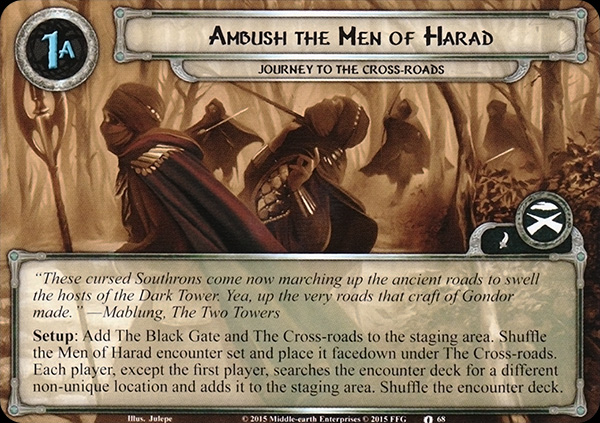 1A
AMBUSH THE MEN OF HARAD
JOURNEY TO THE CROSS-ROADS
“These cursed Southrons come now marching up the ancient roads to swell
the hosts of the Dark Tower. Yea, up the very roads that craft of Gondor
made.” —Mablung, The Two Towers
Setup: Add The Black Gate and The Cross-roads to the staging area. Shuffle
the Men of Harad encounter set and place it facedown under The Cross-roads.
Each player, except the first player, searches the encounter deck for a different
non-unique location and adds it to the staging area. Shuffle the encounter deck.
Illus. Julepe © 2015 Middle-earth Enterprises © 2015 FFG 68